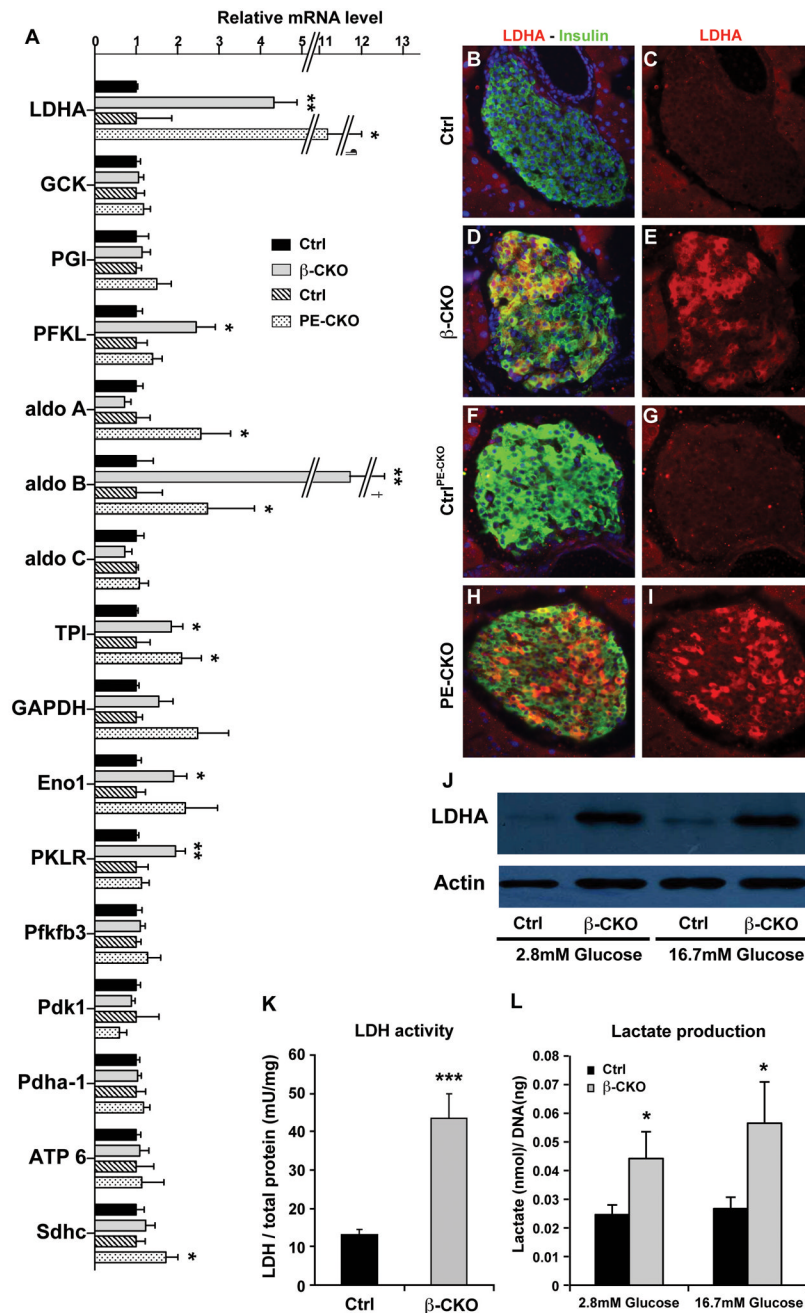 A
Relative mRNA level
0 1 2 3 4 5 11 12 13
LDHA
**
*
GCK
PGI
PFKL
*
aldo A
*
aldo B
**
*
aldo C
TPI
*
*
GAPDH
Eno1
*
PKLR
**
Pfkfb3
Pdk1
Pdha-1
ATP 6
Sdhc
*
Ctrl
β-CKO
Ctrl
PE-CKO
LDHA - Insulin
LDHA
B
C
Ctrl
D
E
β-CKO
F
G
Ctrl^PE-CKO
H
I
PE-CKO
J
LDHA
Actin
Ctrl β-CKO Ctrl β-CKO
2.8mM Glucose 16.7mM Glucose
K
LDH activity
LDH / total protein (mU/mg)
60
50
40
30
20
10
0
***
Ctrl β-CKO
L
Lactate production
Lactate (nmol)/ DNA(ng)
0.08
0.07
0.06
0.05
0.04
0.03
0.02
0.01
0
Ctrl
β-CKO
*
*
2.8mM Glucose 16.7mM Glucose